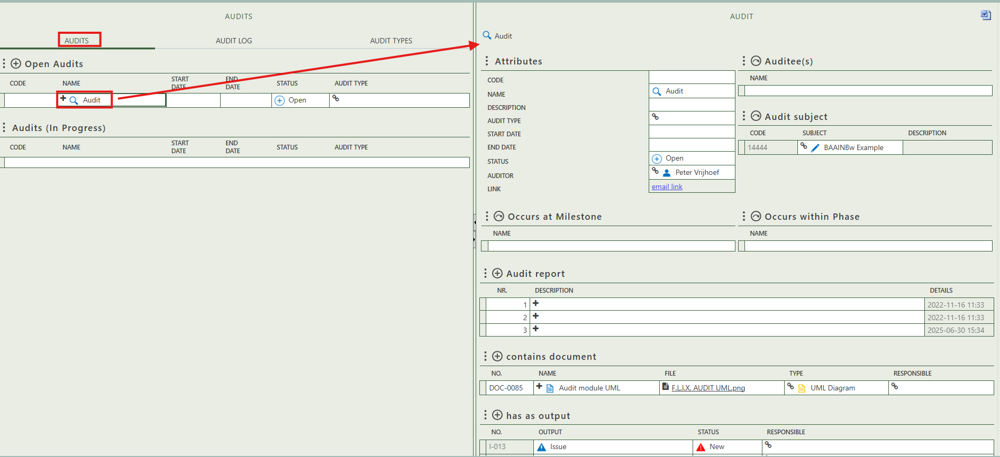 AUDITS
AUDITS
AUDIT LOG
AUDIT TYPES
Open Audits
CODE
NAME
START DATE
END DATE
STATUS
AUDIT TYPE
Audit
Open
Audits (In Progress)
CODE
NAME
START DATE
END DATE
STATUS
AUDIT TYPE
AUDIT
Audit
Attributes
CODE
NAME
Audit
DESCRIPTION
AUDIT TYPE
START DATE
END DATE
STATUS
Open
AUDITOR
Peter Vrijhoef
LINK
email link
Auditee(s)
NAME
Audit subject
CODE
SUBJECT
DESCRIPTION
14444
BAAINBw Example
Occurs at Milestone
NAME
Occurs within Phase
NAME
Audit report
NR.
DESCRIPTION
DETAILS
1
2022-11-16 11:33
2
2022-11-16 11:33
3
2025-06-30 15:34
contains document
NO.
NAME
FILE
TYPE
RESPONSIBLE
DOC-0085
Audit module UML
F.L.I.X. AUDIT UML.png
UML Diagram
has as output
NO.
OUTPUT
STATUS
RESPONSIBLE
I-013
Issue
New